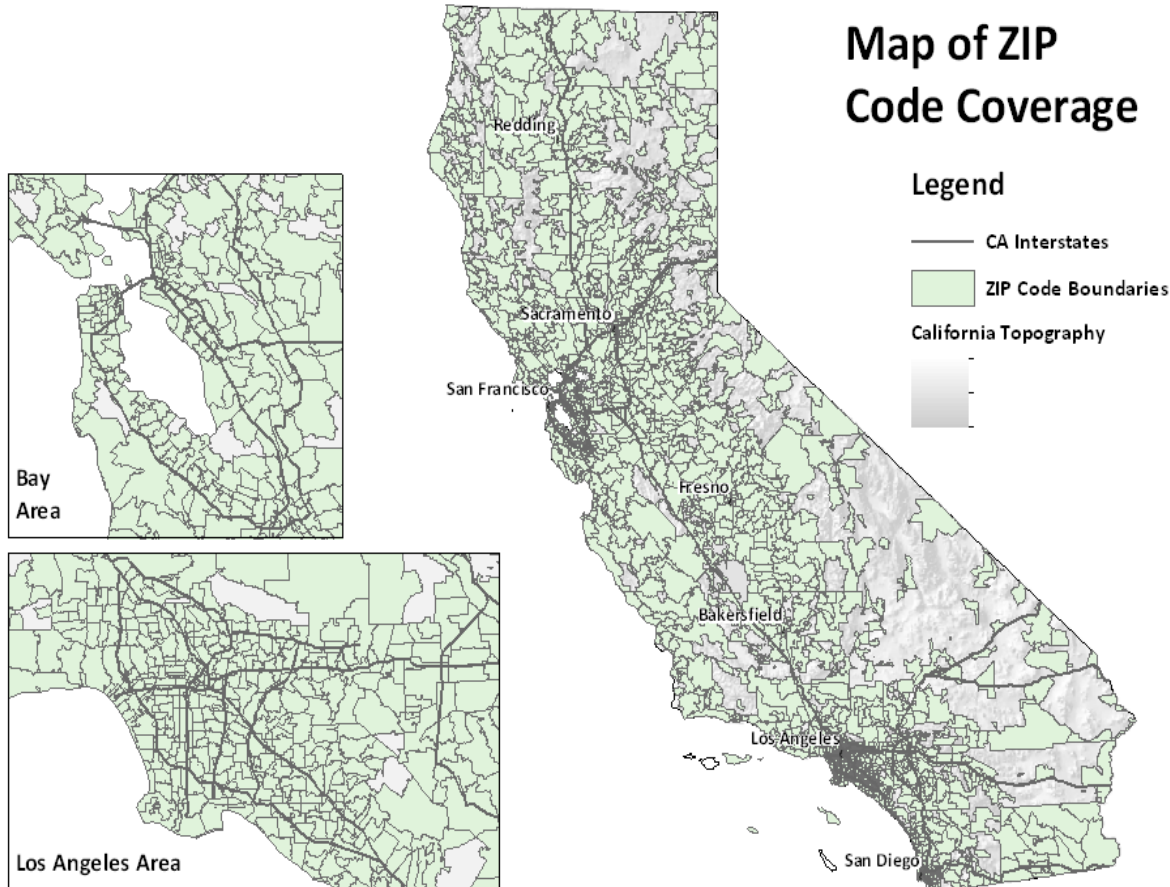 Map of ZIP
Code Coverage
Legend
CA Interstates
ZIP Code Boundaries
California Topography
Redding
Sacramento
San Francisco
Fresno
Bakersfield
Los Angeles
San Diego
Bay
Area
Los Angeles Area